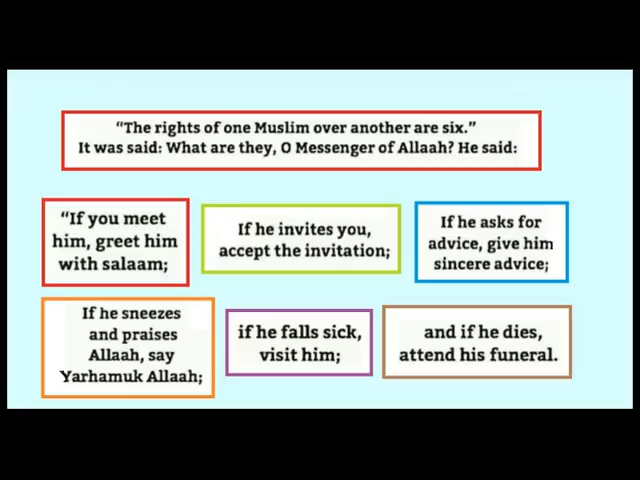 “The rights of one Muslim over another are six.”
It was said: What are they, O Messenger of Allaah? He said:
“If you meet
him, greet him
with salaam;
If he invites you,
accept the invitation;
If he asks for
advice, give him
sincere advice;
If he sneezes
and praises
Allaah, say
Yarhamuk Allaah;
if he falls sick,
visit him;
and if he dies,
attend his funeral.